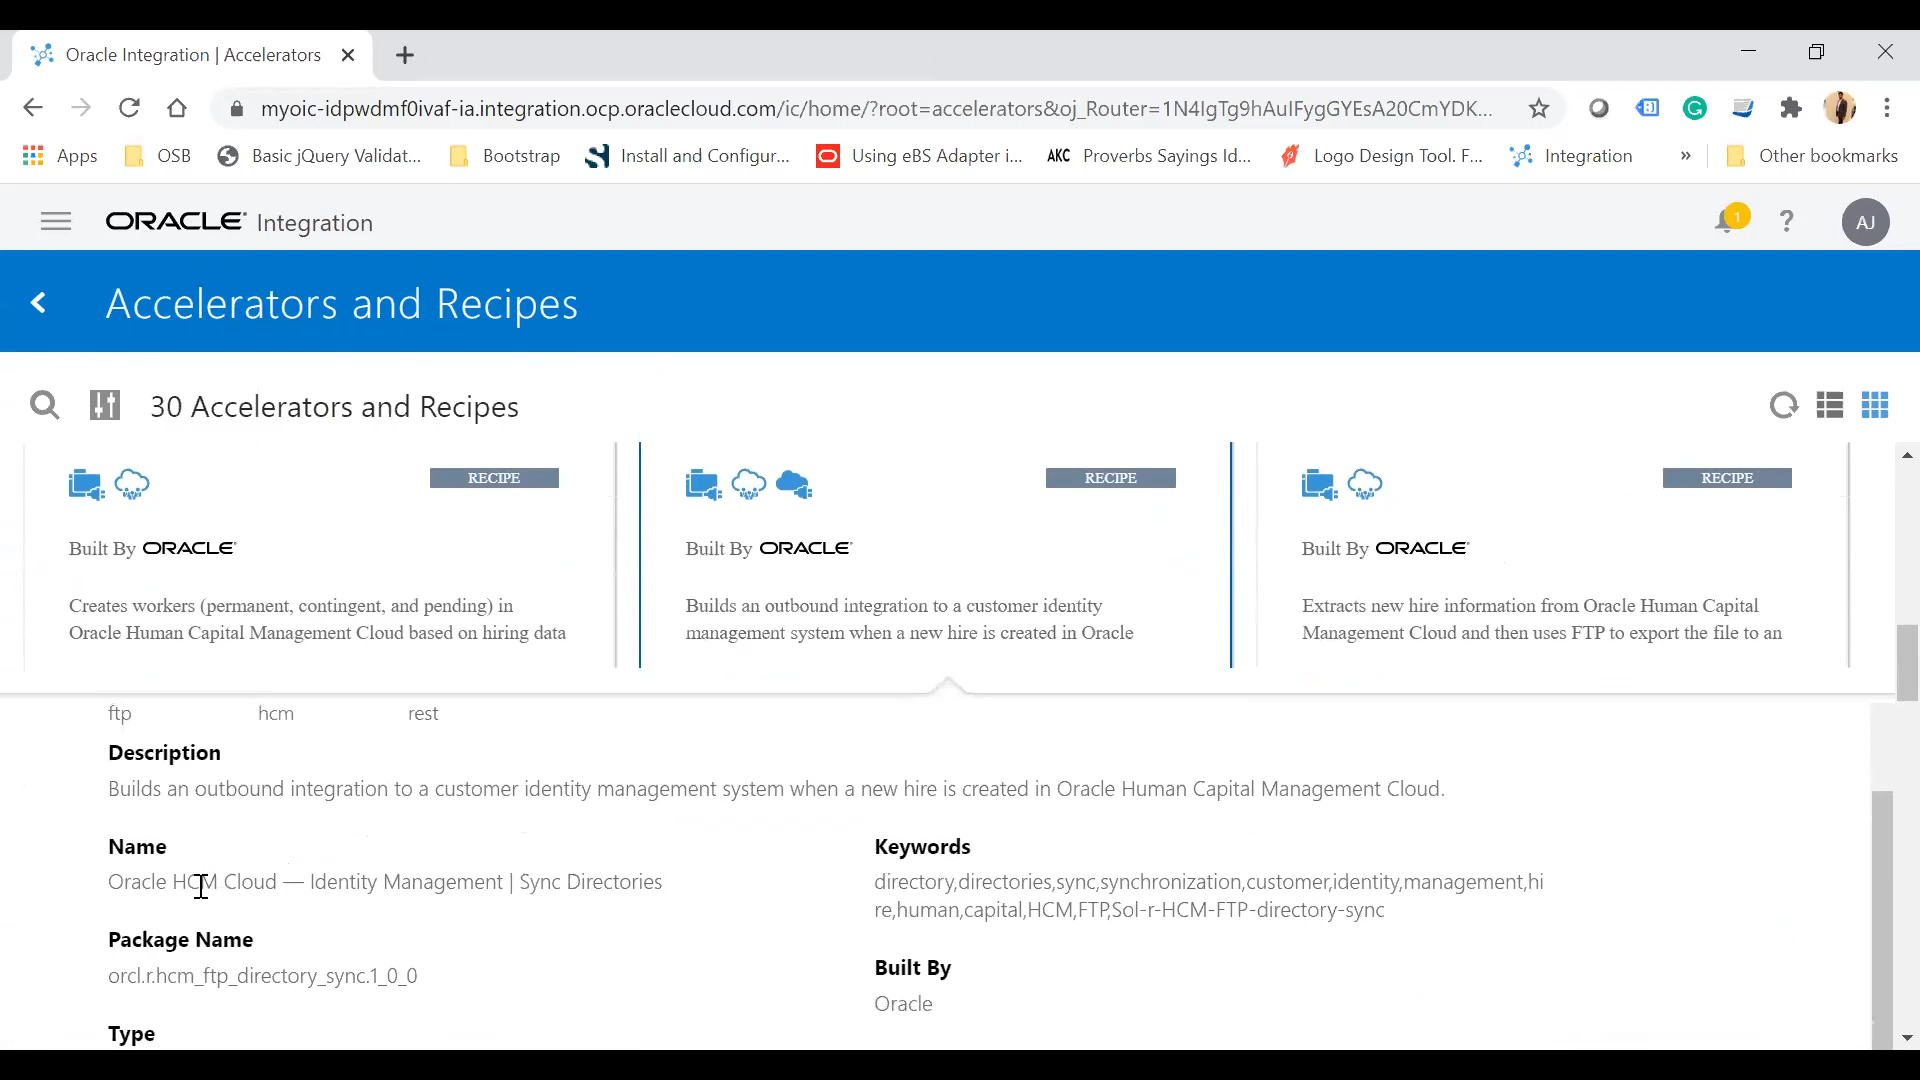 Oracle Integration | Accelerators
myoic-idpwdmf0ivaf-ia.integration.ocp.oraclecloud.com/ic/home/?root=accelerators&oj_Router=1N4IgTg9hAuIFygGYEsA20CmYDK...
Apps OSB Basic jQuery Validat... Bootstrap Install and Configur... Using eBS Adapter i... AKC Proverbs Sayings Id... Logo Design Tool. F... Integration » Other bookmarks
ORACLE Integration 1 ? AJ
Accelerators and Recipes
30 Accelerators and Recipes
RECIPE RECIPE RECIPE
Built By ORACLE Built By ORACLE Built By ORACLE
Creates workers (permanent, contingent, and pending) in
Oracle Human Capital Management Cloud based on hiring data
Builds an outbound integration to a customer identity
management system when a new hire is created in Oracle
Extracts new hire information from Oracle Human Capital
Management Cloud and then uses FTP to export the file to an
ftp hcm rest
Description
Builds an outbound integration to a customer identity management system when a new hire is created in Oracle Human Capital Management Cloud.
Name
Oracle HCM Cloud — Identity Management | Sync Directories
Keywords
directory,directories,sync,synchronization,customer,identity,management,hi
re,human,capital,HCM,FTP,Sol-r-HCM-FTP-directory-sync
Package Name
orcl.r.hcm_ftp_directory_sync.1_0_0
Built By
Oracle
Type